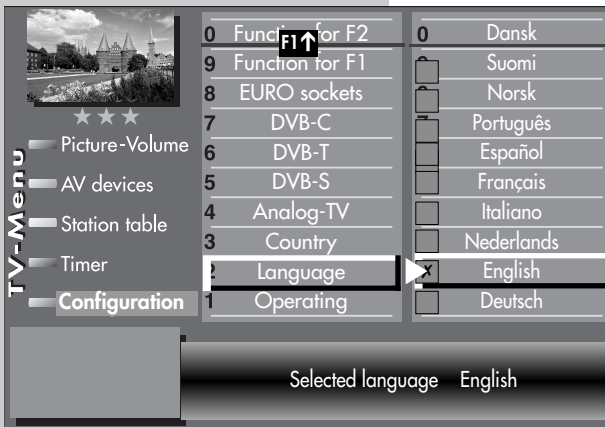 TV-Menu
Picture-Volume
AV devices
Station table
Timer
Configuration
0 Function for F2
F1↑
9 Function for F1
8 EURO sockets
7 DVB-C
6 DVB-T
5 DVB-S
4 Analog-TV
3 Country
2 Language
1 Operating
0 Dansk
Suomi
Norsk
Português
Español
Français
Italiano
Nederlands
x English
Deutsch
Selected language English